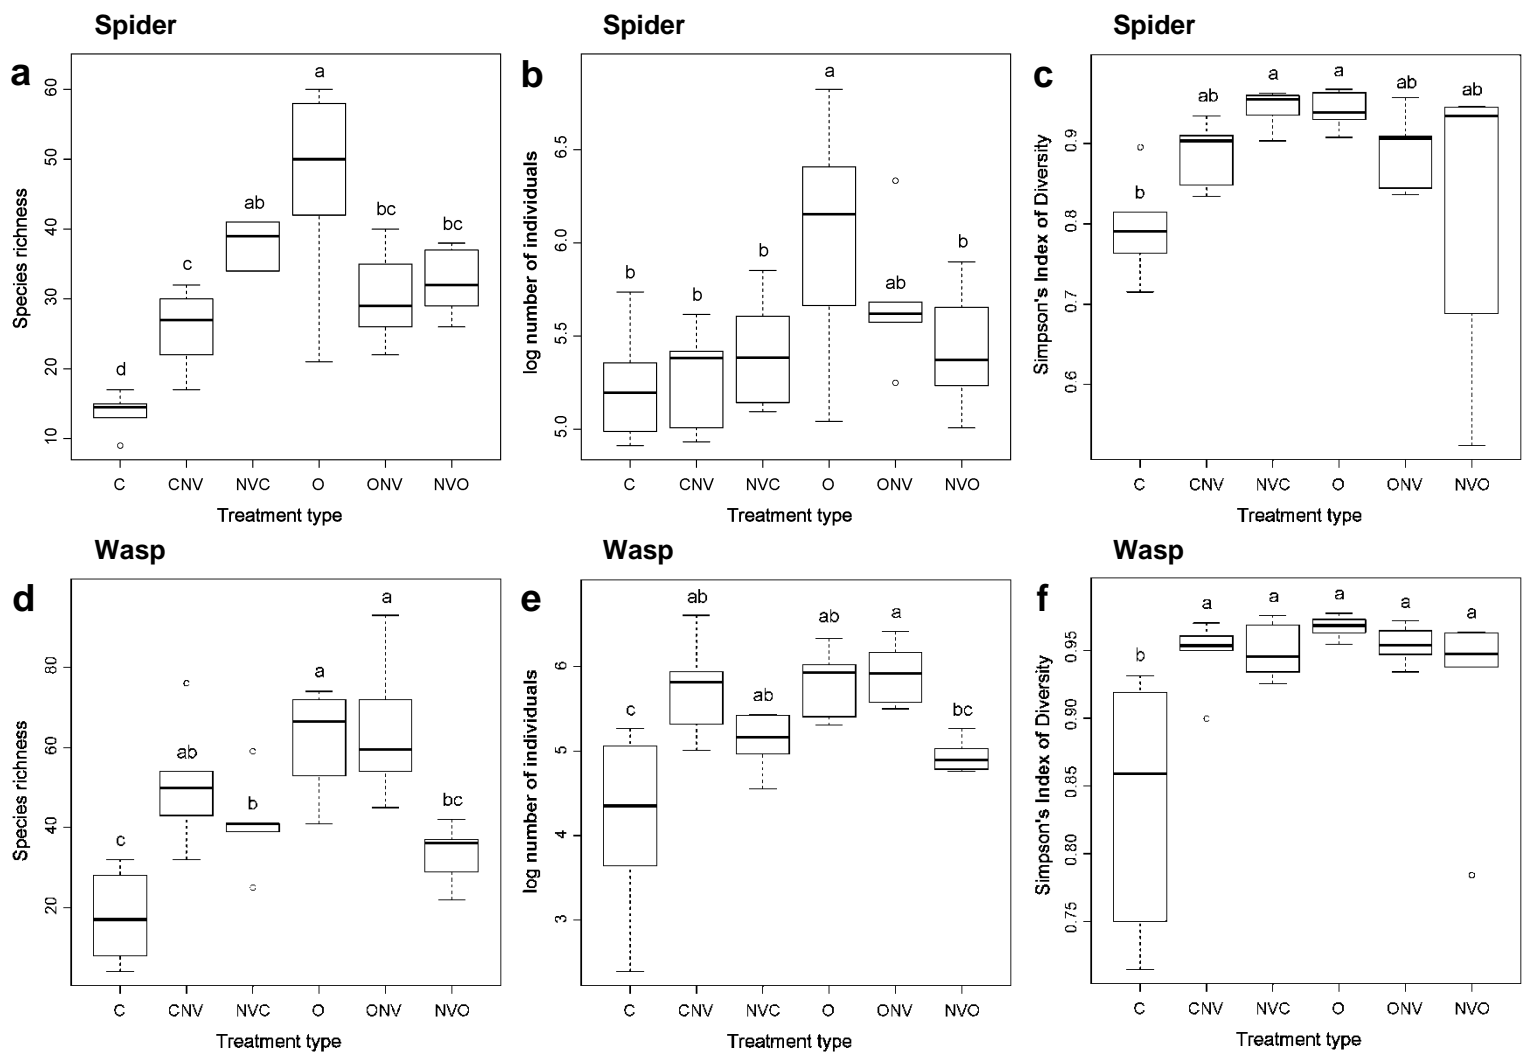 Spider
a
Species richness
60
50
40
30
20
10
d
c
ab
a
bc
bc
C
CNV
NVC
O
ONV
NVO
Treatment type
Spider
b
log number of individuals
6.5
6.0
5.5
5.0
b
b
b
a
ab
b
C
CNV
NVC
O
ONV
NVO
Treatment type
Spider
c
Simpson's Index of Diversity
0.9
0.8
0.7
0.6
b
ab
a
a
ab
ab
C
CNV
NVC
O
ONV
NVO
Treatment type
Wasp
d
Species richness
80
60
40
20
c
ab
b
a
a
bc
C
CNV
NVC
O
ONV
NVO
Treatment type
Wasp
e
log number of individuals
6
5
4
3
c
ab
ab
ab
a
bc
C
CNV
NVC
O
ONV
NVO
Treatment type
Wasp
f
Simpson's Index of Diversity
0.95
0.90
0.85
0.80
0.75
b
a
a
a
a
a
C
CNV
NVC
O
ONV
NVO
Treatment type